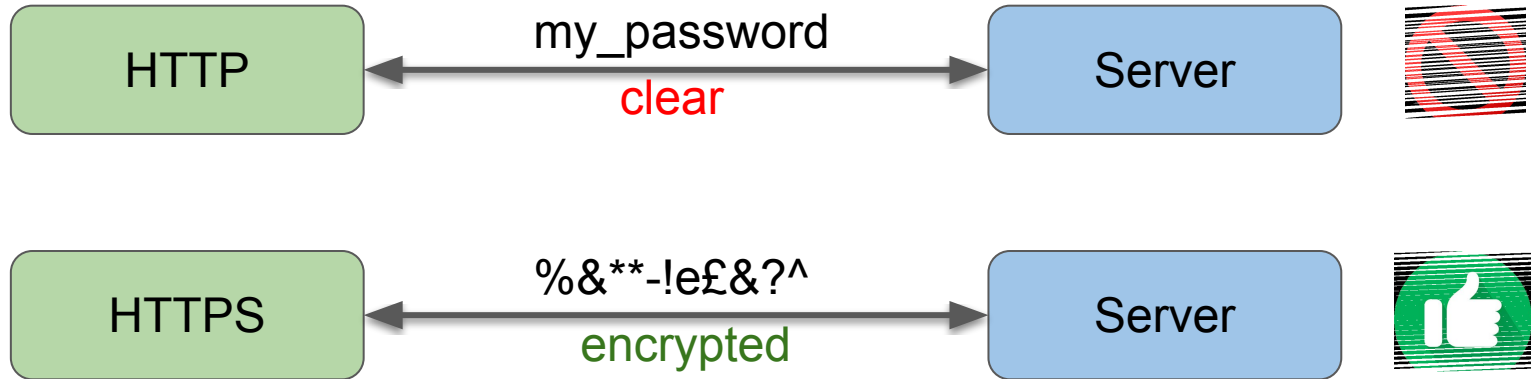 HTTP
my_password
clear
Server
HTTPS
%&**-!e£&?^
encrypted
Server